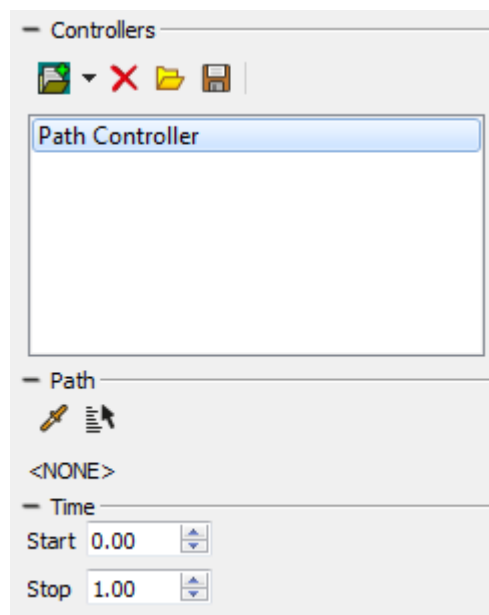 Controllers
Path Controller
Path
<NONE>
Time
Start 0.00
Stop 1.00